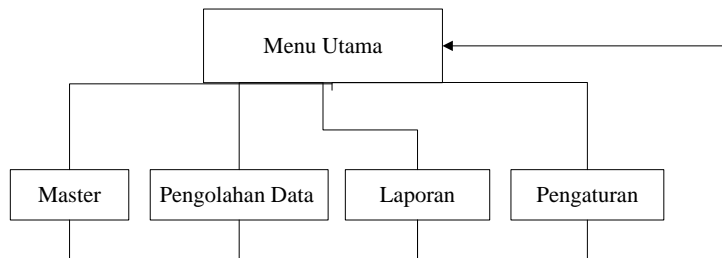 Menu Utama
Master
Pengolahan Data
Laporan
Pengaturan